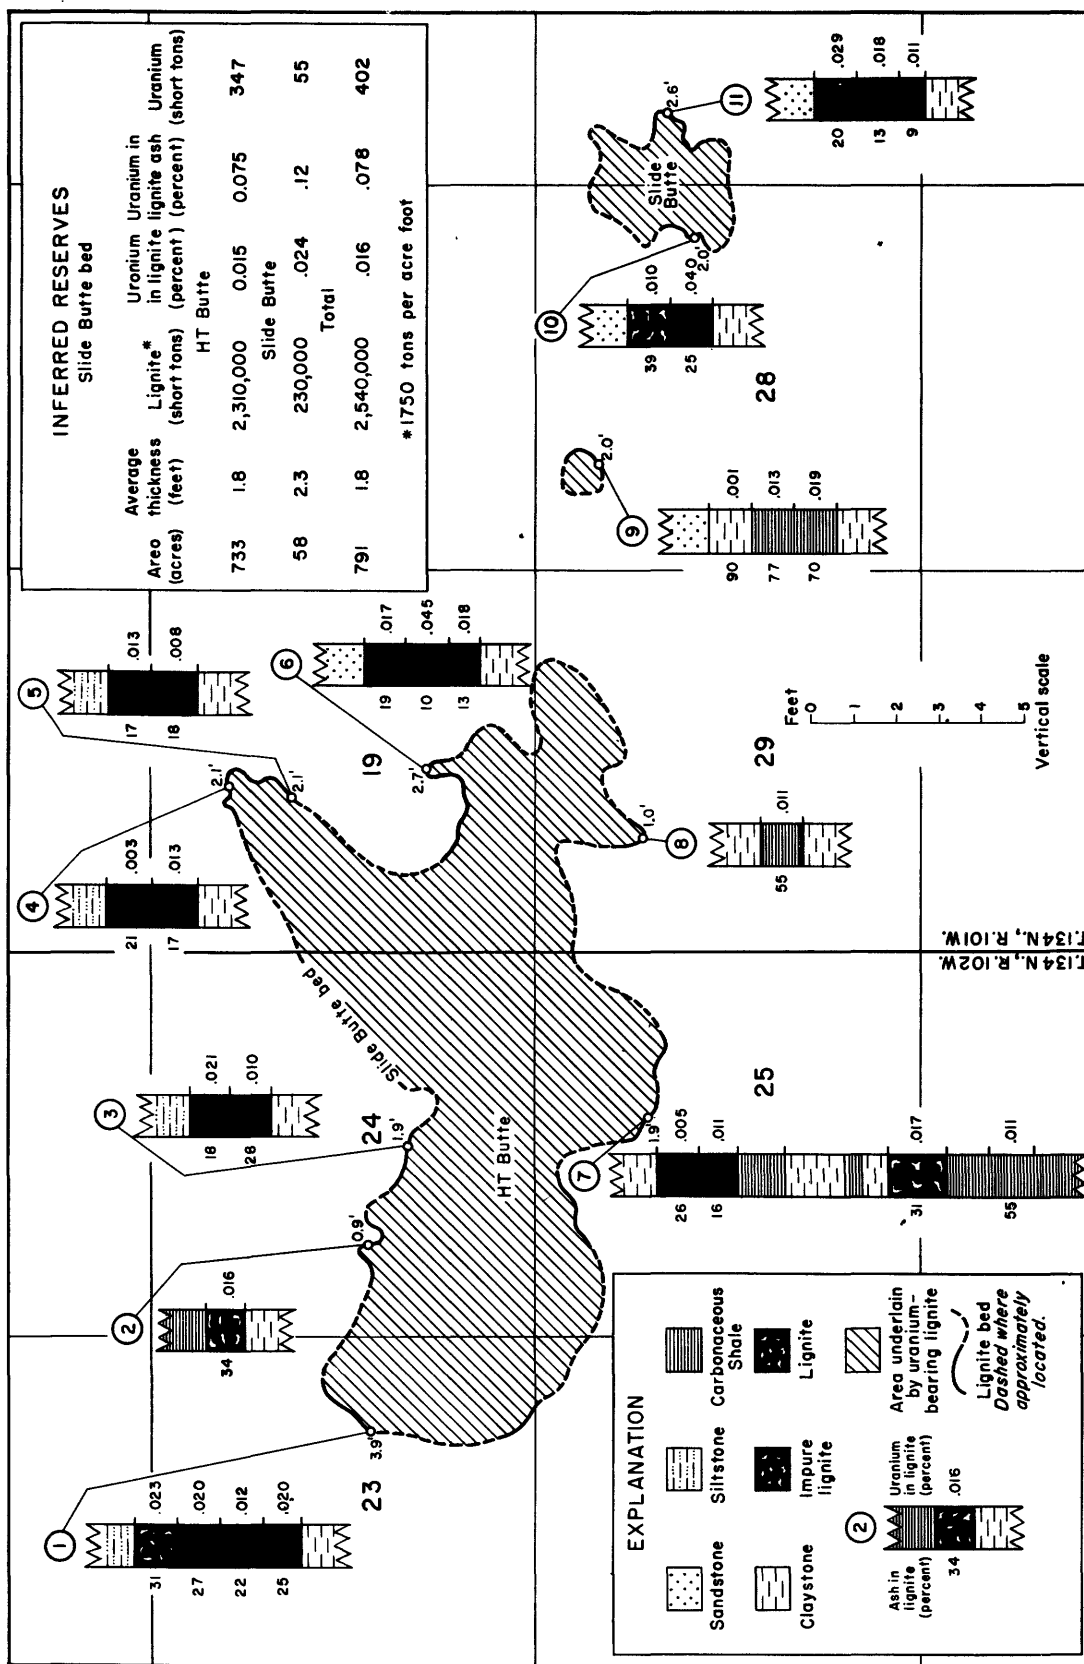 INFERRED RESERVES
Slide Butte bed
Area (acres)
Average thickness (feet)
Lignite* (short tons)
Uranium in lignite (percent)
Uranium in lignite ash (percent)
Uranium (short tons)
HT Butte
733 1.8 2,310,000 0.015 0.075 347
Slide Butte
58 2.3 230,000 .024 .12 55
Total
791 1.8 2,540,000 .016 .078 402
*1750 tons per acre foot
1
31 .023
27 .020
22 .012
25 .020
3.9'
23
2
34 .016
0.9'
3
18 .021
26 .010
1.9'
24
4
21 .003
17 .013
2.1'
5
17 .013
18 .008
2.1'
19
6
19 .017
10 .045
13 .018
2.7'
Slide Butte bed
HT Butte
7
26 .005
16 .011
31 .017
55 .011
1.9'
25
8
55 .011
1.0'
29
9
90 .001
77 .013
70 .019
2.0'
28
10
39 .010
25 .040
2.0'
Slide
Butte
11
20 .029
13 .018
9 .011
2.6'
T.134N., R.101W.
T.134N., R.102W.
Feet
0
1
2
3
4
5
Vertical scale
EXPLANATION
Sandstone
Siltstone
Carbonaceous
Shale
Claystone
Impure
lignite
Lignite
2
Ash in
lignite
(percent)
34
Uranium
in lignite
(percent)
.016
Area underlain
by uranium-
bearing lignite
Lignite bed
Dashed where
approximately
located.